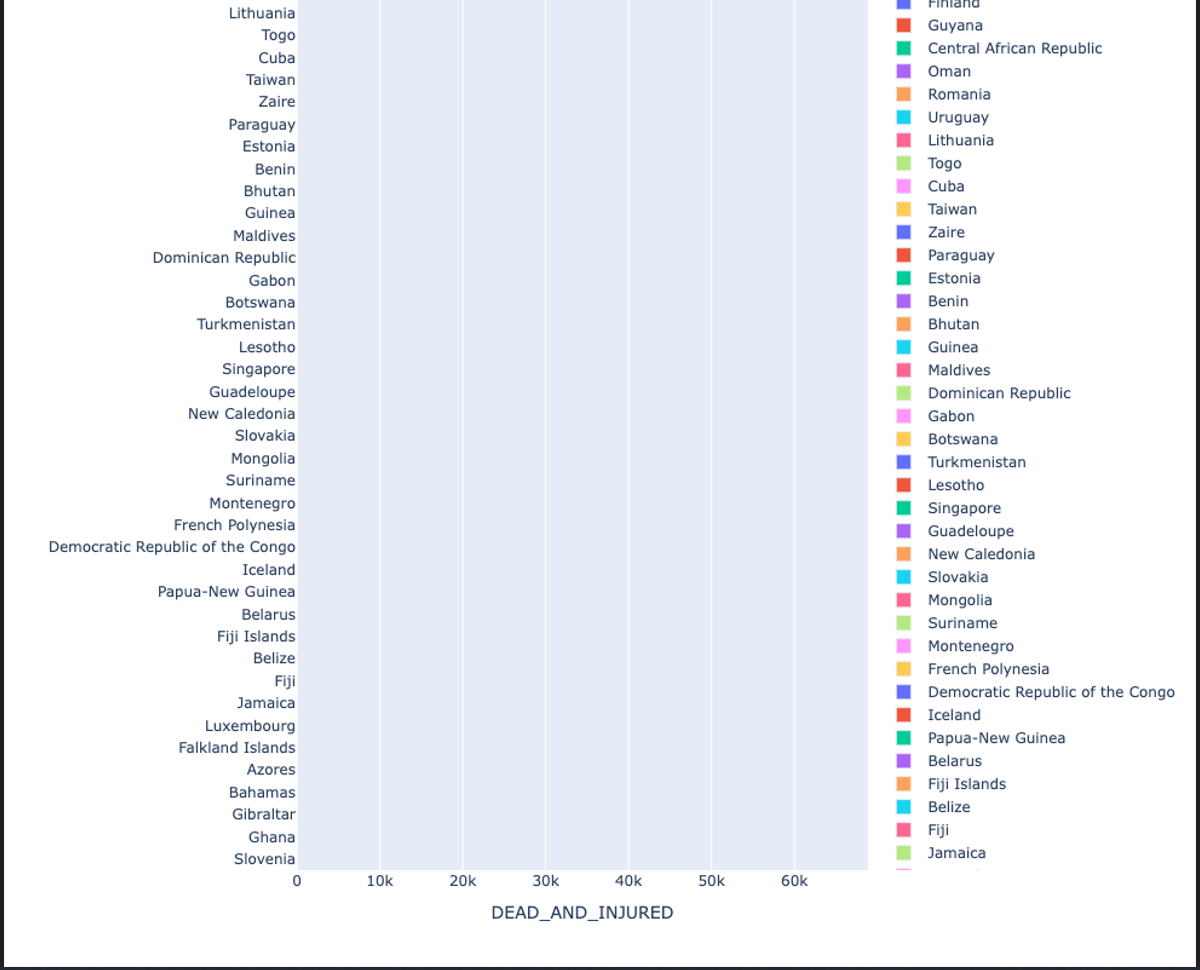 Lithuania
Togo
Cuba
Taiwan
Zaire
Paraguay
Estonia
Benin
Bhutan
Guinea
Maldives
Dominican Republic
Gabon
Botswana
Turkmenistan
Lesotho
Singapore
Guadeloupe
New Caledonia
Slovakia
Mongolia
Suriname
Montenegro
French Polynesia
Democratic Republic of the Congo
Iceland
Papua-New Guinea
Belarus
Fiji Islands
Belize
Fiji
Jamaica
Luxembourg
Falkland Islands
Azores
Bahamas
Gibraltar
Ghana
Slovenia
0 10k 20k 30k 40k 50k 60k
DEAD_AND_INJURED
Finland
Guyana
Central African Republic
Oman
Romania
Uruguay
Lithuania
Togo
Cuba
Taiwan
Zaire
Paraguay
Estonia
Benin
Bhutan
Guinea
Maldives
Dominican Republic
Gabon
Botswana
Turkmenistan
Lesotho
Singapore
Guadeloupe
New Caledonia
Slovakia
Mongolia
Suriname
Montenegro
French Polynesia
Democratic Republic of the Congo
Iceland
Papua-New Guinea
Belarus
Fiji Islands
Belize
Fiji
Jamaica